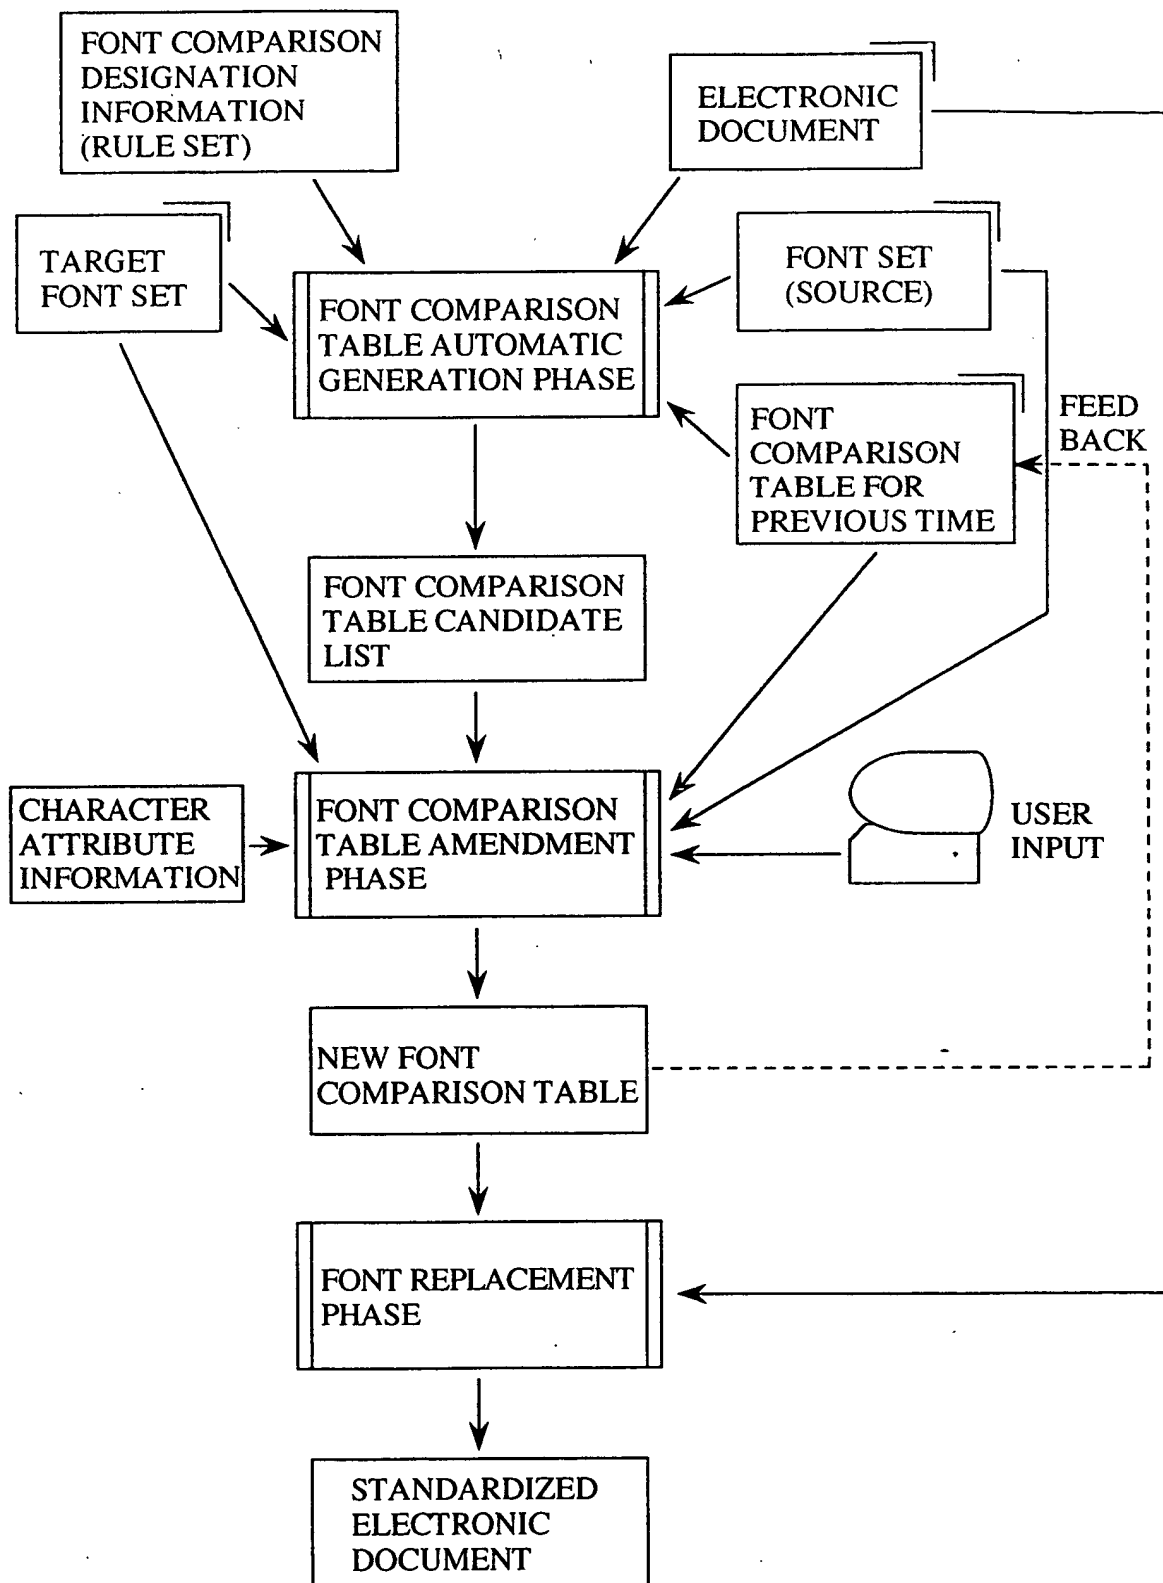 FONT COMPARISON
DESIGNATION
INFORMATION
(RULE SET)
ELECTRONIC
DOCUMENT
TARGET
FONT SET
FONT SET
(SOURCE)
FONT COMPARISON
TABLE AUTOMATIC
GENERATION PHASE
FONT
COMPARISON
TABLE FOR
PREVIOUS TIME
FEED
BACK
FONT COMPARISON
TABLE CANDIDATE
LIST
CHARACTER
ATTRIBUTE
INFORMATION
FONT COMPARISON
TABLE AMENDMENT
PHASE
USER
INPUT
NEW FONT
COMPARISON TABLE
FONT REPLACEMENT
PHASE
STANDARDIZED
ELECTRONIC
DOCUMENT